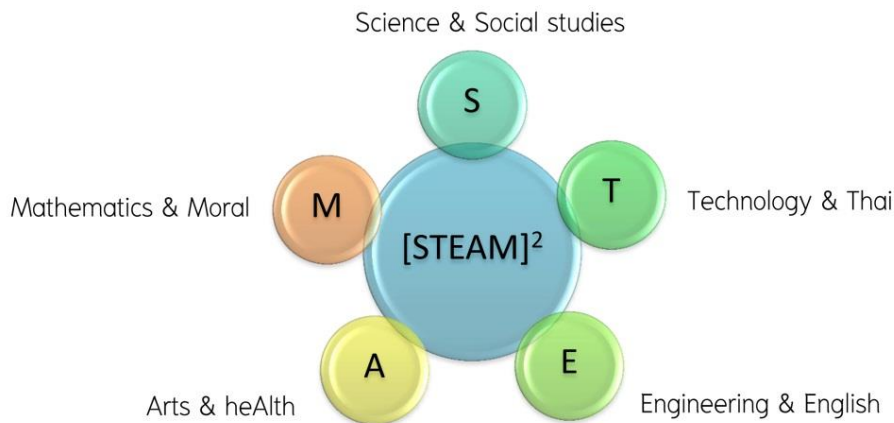 Science & Social studies
S
T
Technology & Thai
M
Mathematics & Moral
[STEAM]²
A
Arts & heAlth
E
Engineering & English